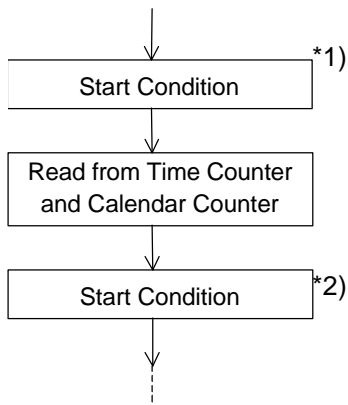 *1)
Start Condition
Read from Time Counter
and Calendar Counter
*2)
Start Condition